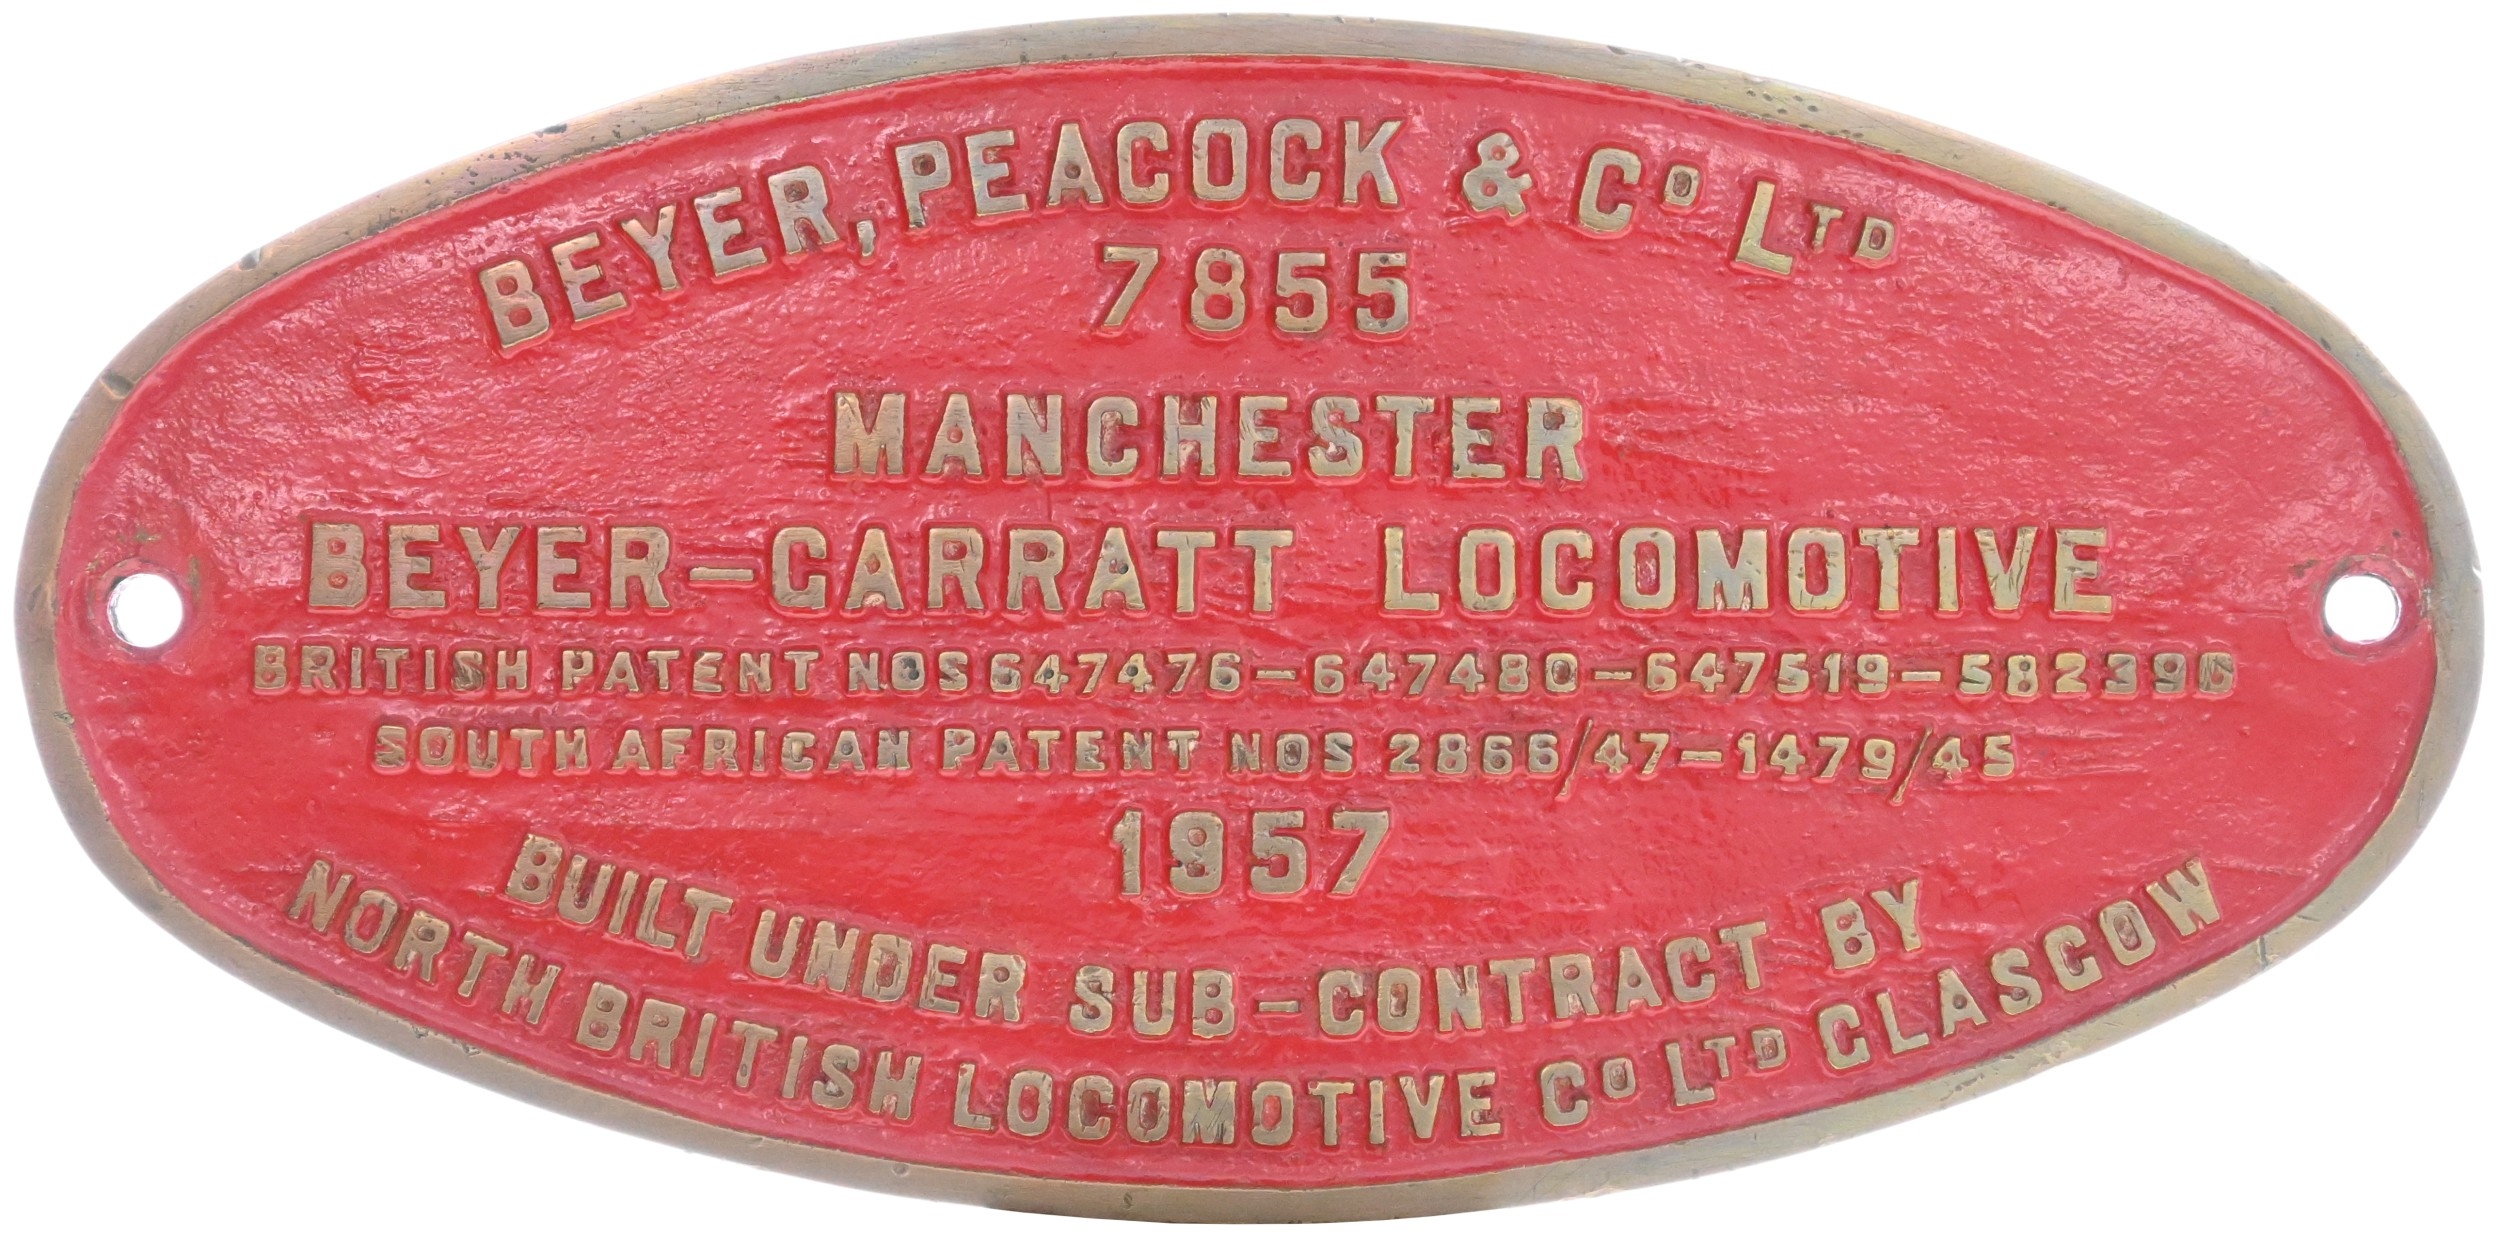 BEYER, PEACOCK & CO LTD
7855
MANCHESTER
BEYER-GARRATT LOCOMOTIVE
BRITISH PATENT NOS 647476-647480-647519-582396
SOUTH AFRICAN PATENT NOS 2866/47-1479/45
1957
BUILT UNDER SUB-CONTRACT BY
NORTH BRITISH LOCOMOTIVE CO LTD GLASGOW